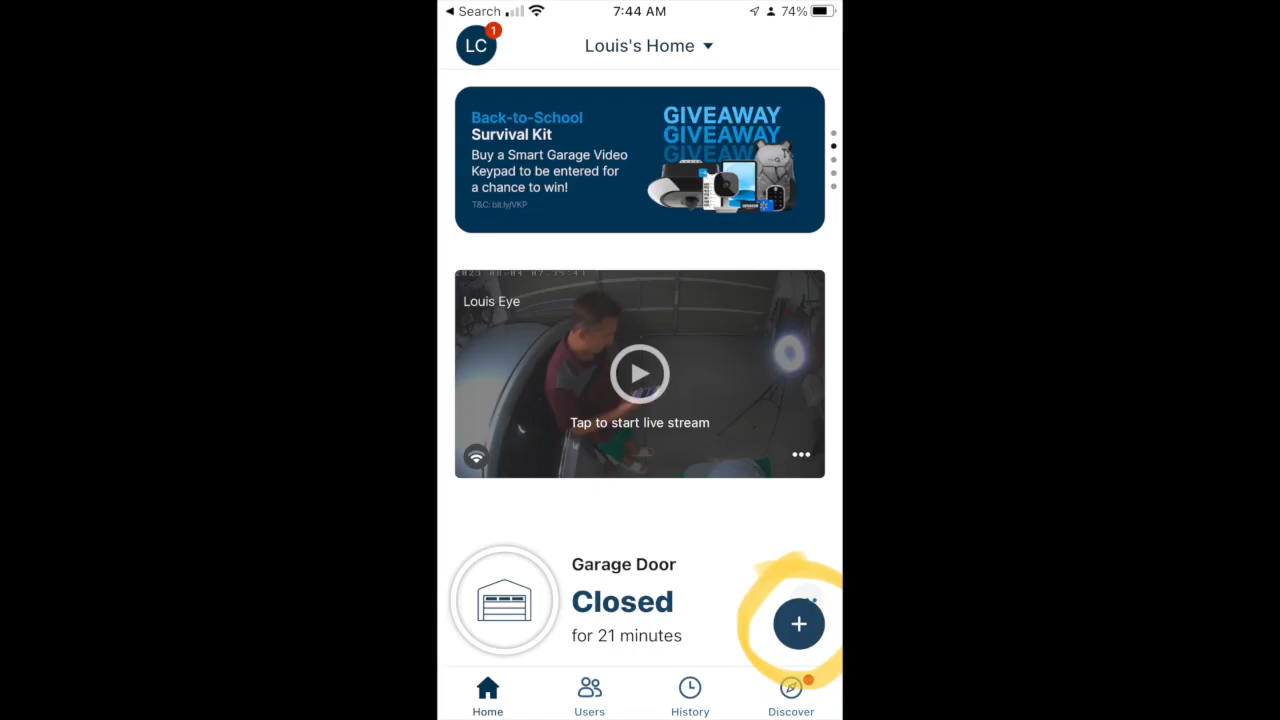 Search
7:44 AM
74%
LC
1
Louis's Home
Back-to-School
Survival Kit
Buy a Smart Garage Video
Keypad to be entered for
a chance to win!
T&C: bit.ly/VKP
GIVEAWAY
GIVEAWAY
GIVEAWAY
Louis Eye
Tap to start live stream
Garage Door
Closed
for 21 minutes
+
Home
Users
History
Discover